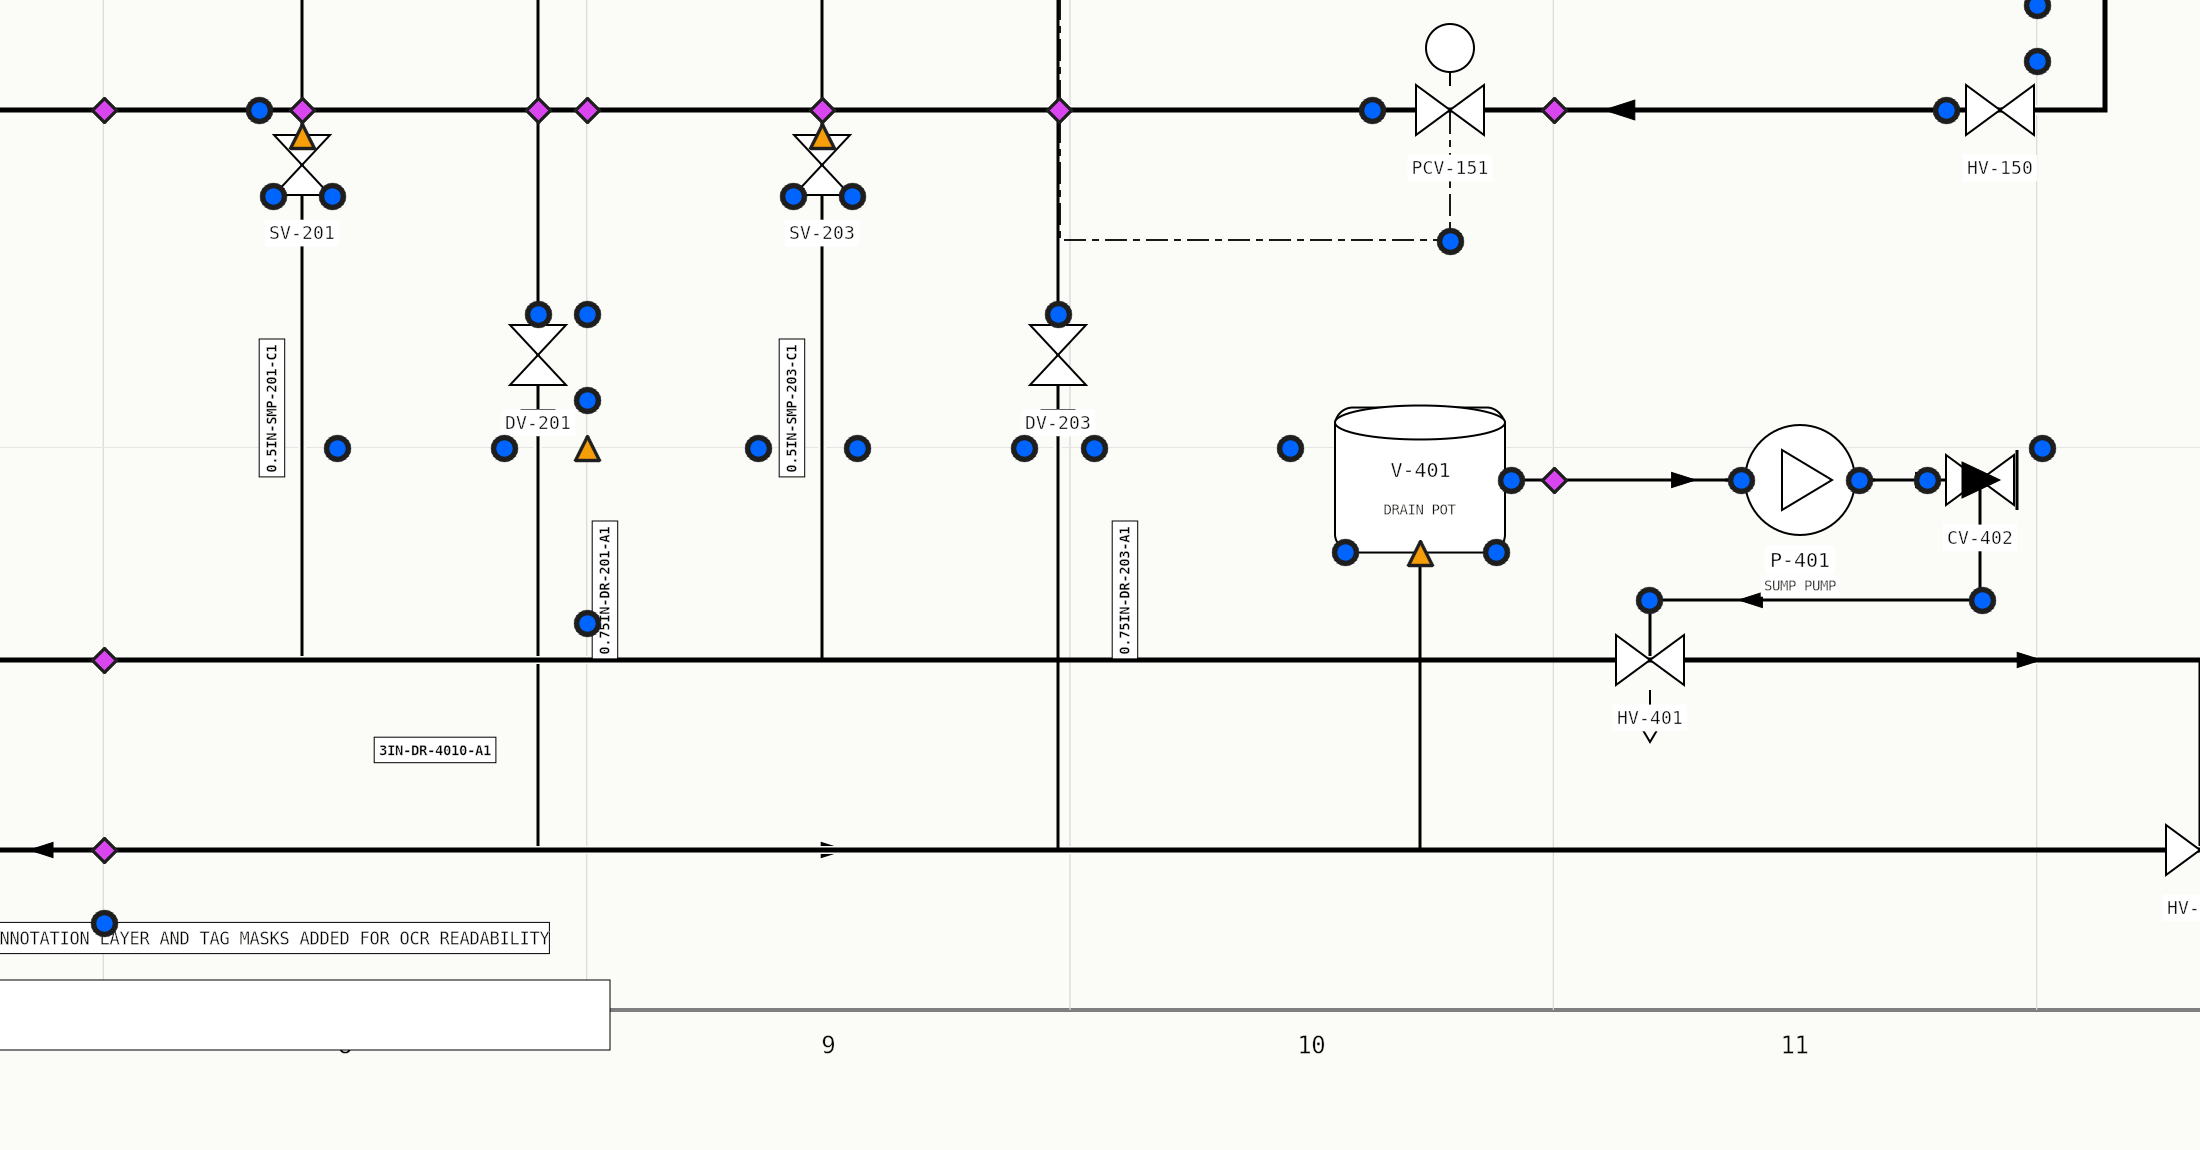 PCV-151
HV-150
SV-201
SV-203
0.5IN-SMP-201-C1
0.5IN-SMP-203-C1
DV-201
DV-203
V-401
DRAIN POT
0.75IN-DR-201-A1
0.75IN-DR-203-A1
CV-402
P-401
SUMP PUMP
HV-401
3IN-DR-4010-A1
HV-
NNOTATION LAYER AND TAG MASKS ADDED FOR OCR READABILITY
9
10
11